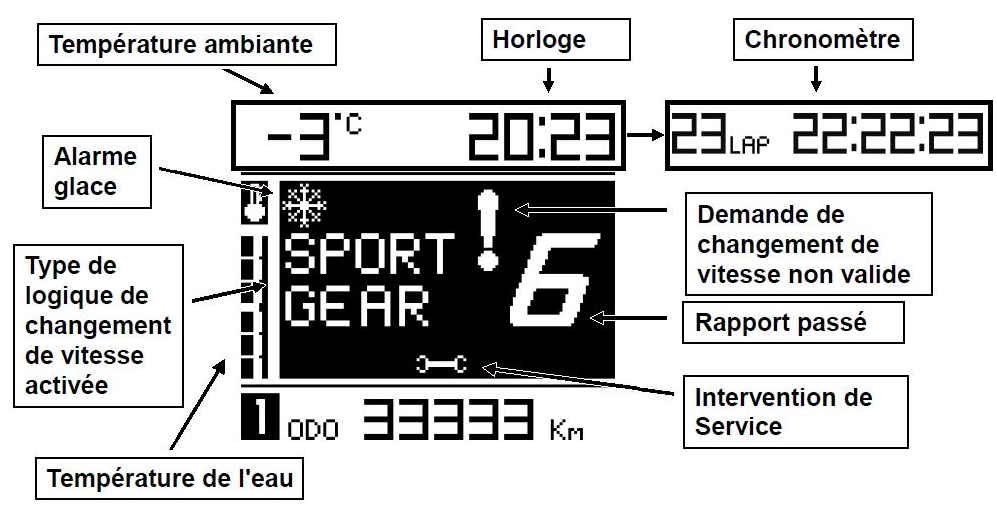 Température ambiante
Horloge
Chronomètre
-3°C 20:23
23 LAP 22:22:23
Alarme
glace
Demande de
changement de
vitesse non valide
Type de
logique de
changement
de vitesse
activée
SPORT
GEAR
!
6
Rapport passé
Intervention de
Service
1 ODO 33333 Km
Température de l'eau